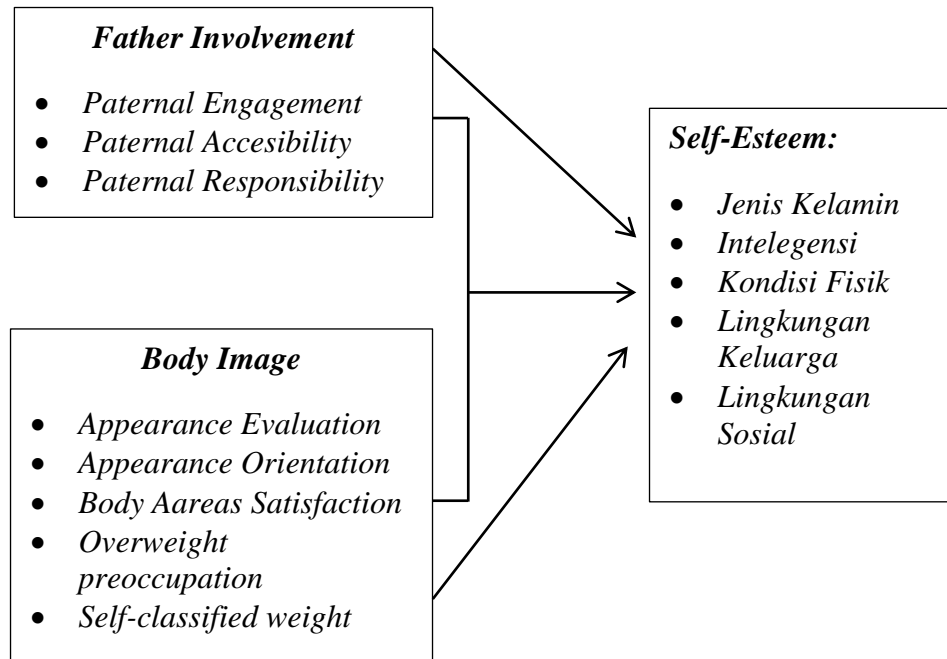 Father Involvement
• Paternal Engagement
• Paternal Accesibility
• Paternal Responsibility
Body Image
• Appearance Evaluation
• Appearance Orientation
• Body Aareas Satisfaction
• Overweight
preoccupation
• Self-classified weight
Self-Esteem:
• Jenis Kelamin
• Intelegensi
• Kondisi Fisik
• Lingkungan
Keluarga
• Lingkungan
Sosial